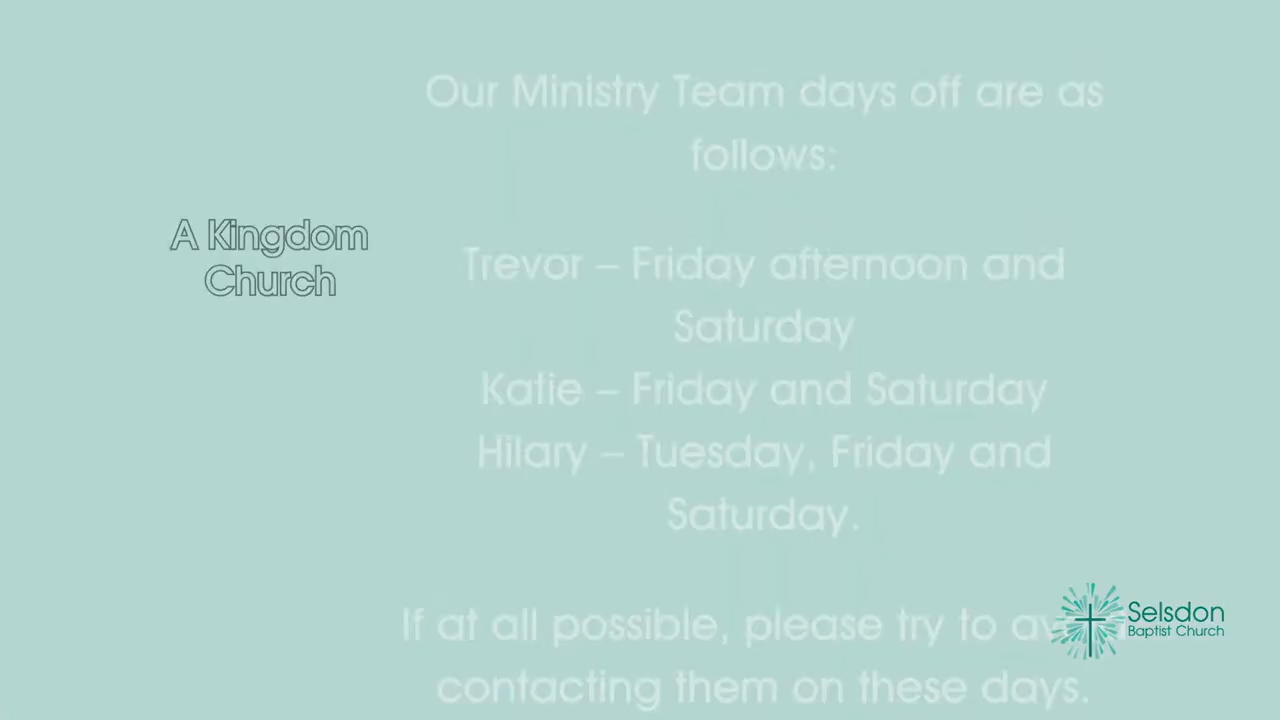 Our Ministry Team days off are as
follows:
A Kingdom
Church
Trevor – Friday afternoon and
Saturday
Katie – Friday and Saturday
Hilary – Tuesday, Friday and
Saturday.
If at all possible, please try to
contacting them on these days.
Selsdon
Baptist Church